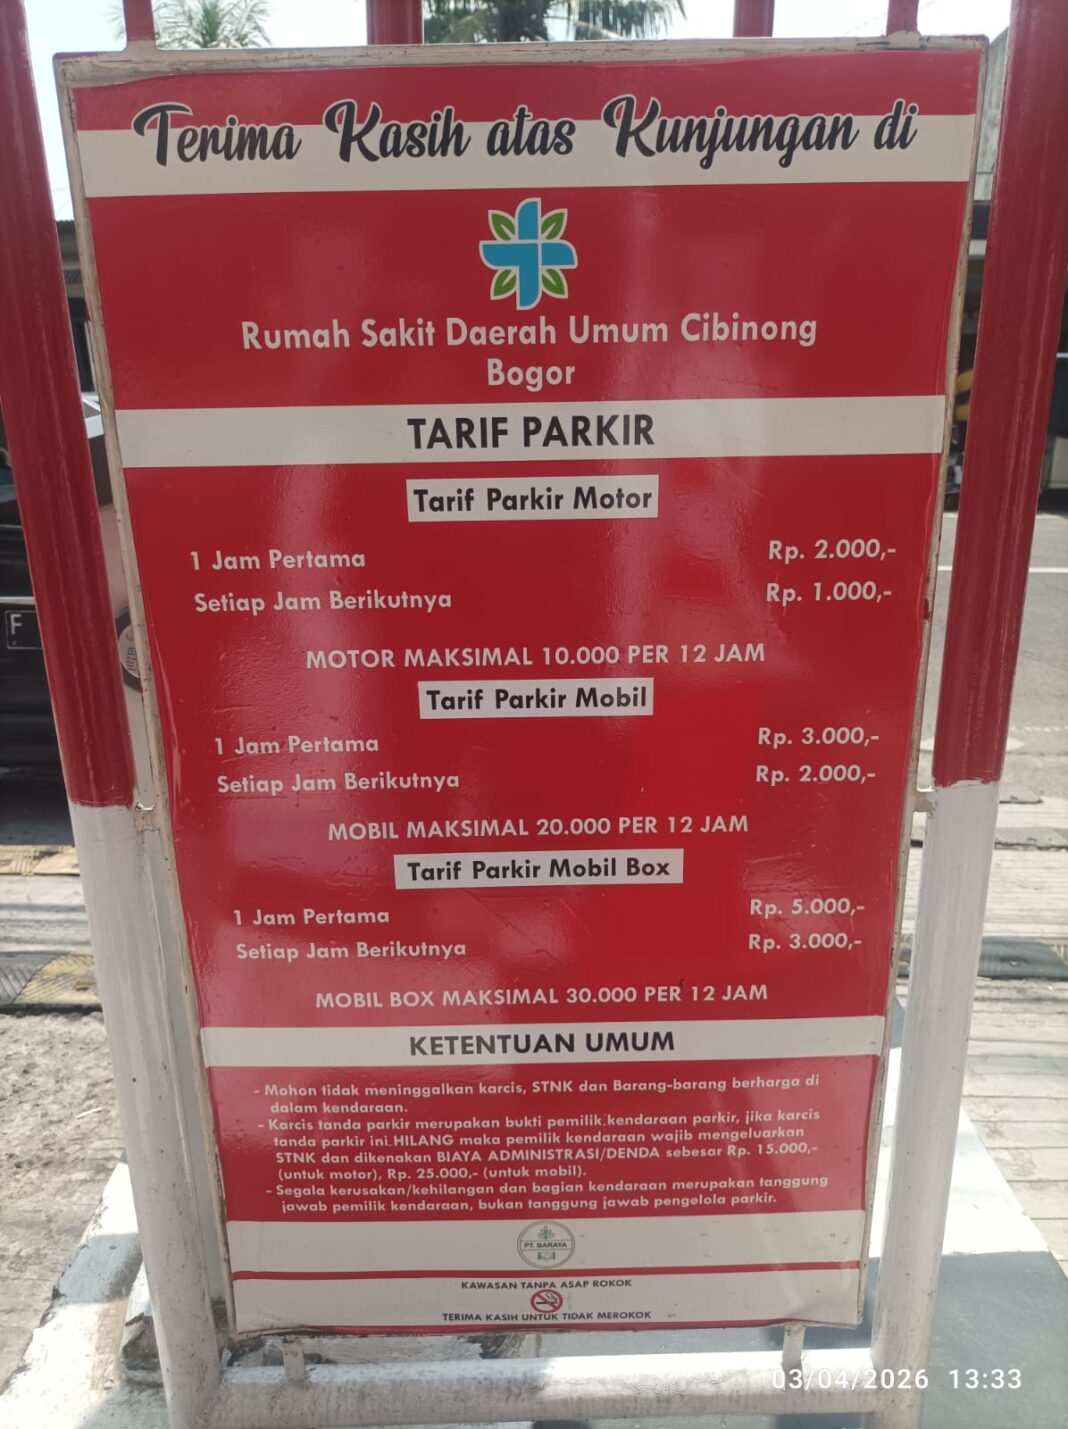 Terima Kasih atas Kunjungan di
Rumah Sakit Daerah Umum Cibinong
Bogor
TARIF PARKIR
Tarif Parkir Motor
1 Jam Pertama Rp. 2.000,-
Setiap Jam Berikutnya Rp. 1.000,-
MOTOR MAKSIMAL 10.000 PER 12 JAM
Tarif Parkir Mobil
1 Jam Pertama Rp. 3.000,-
Setiap Jam Berikutnya Rp. 2.000,-
MOBIL MAKSIMAL 20.000 PER 12 JAM
Tarif Parkir Mobil Box
1 Jam Pertama Rp. 5.000,-
Setiap Jam Berikutnya Rp. 3.000,-
MOBIL BOX MAKSIMAL 30.000 PER 12 JAM
KETENTUAN UMUM
- Mohon tidak meninggalkan karcis, STNK dan Barang-barang berharga di
dalam kendaraan.
- Karcis tanda parkir merupakan bukti pemilik kendaraan parkir, jika karcis
tanda parkir ini HILANG maka pemilik kendaraan wajib mengeluarkan
STNK dan dikenakan BIAYA ADMINISTRASI/DENDA sebesar Rp. 15.000,-
(untuk motor), Rp. 25.000,- (untuk mobil).
- Segala kerusakan/kehilangan dan bagian kendaraan merupakan tanggung
jawab pemilik kendaraan, bukan tanggung jawab pengelola parkir.
PT. BARAYA
KAWASAN TANPA ASAP ROKOK
TERIMA KASIH UNTUK TIDAK MEROKOK
F
03/04/2026 13:33